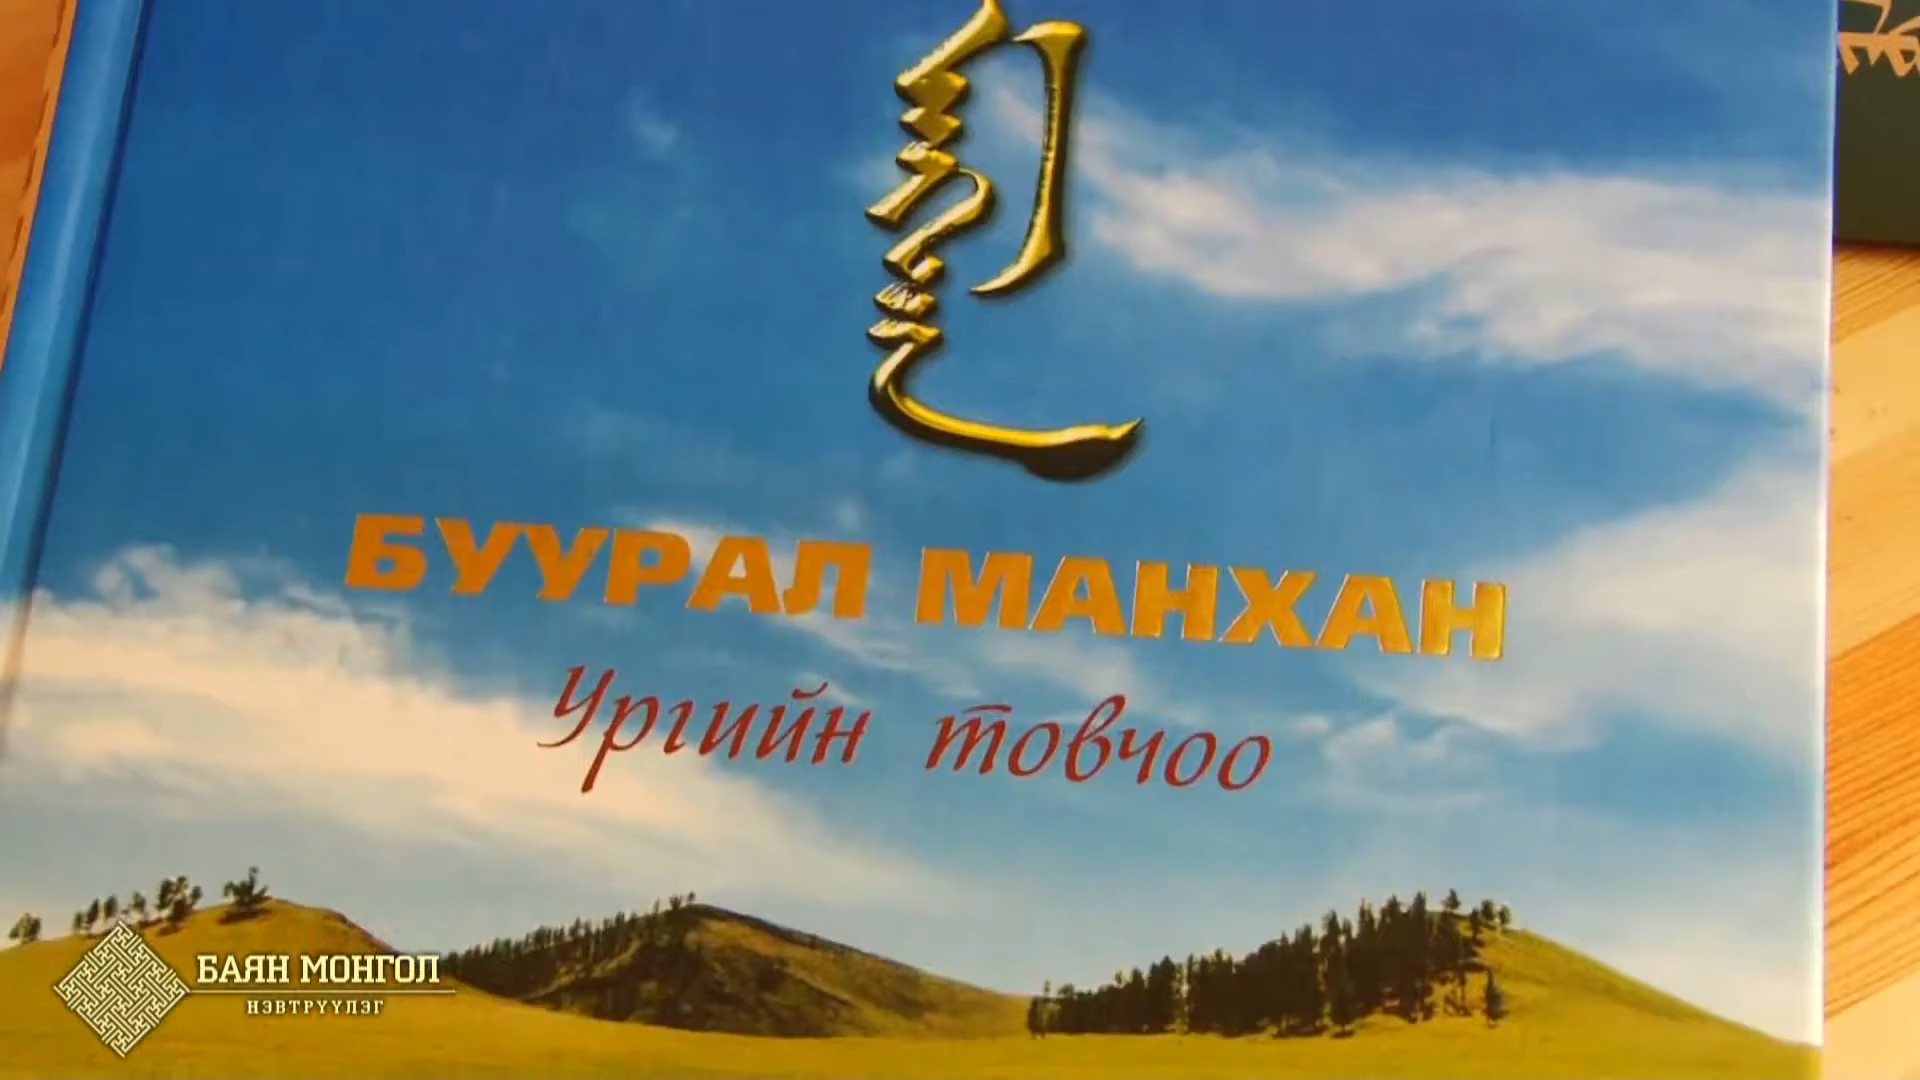 БУУРАЛ МАНХАН
Ургийн товчоо
БАЯН МОНГОЛ
НЭВТРҮҮЛЭГ